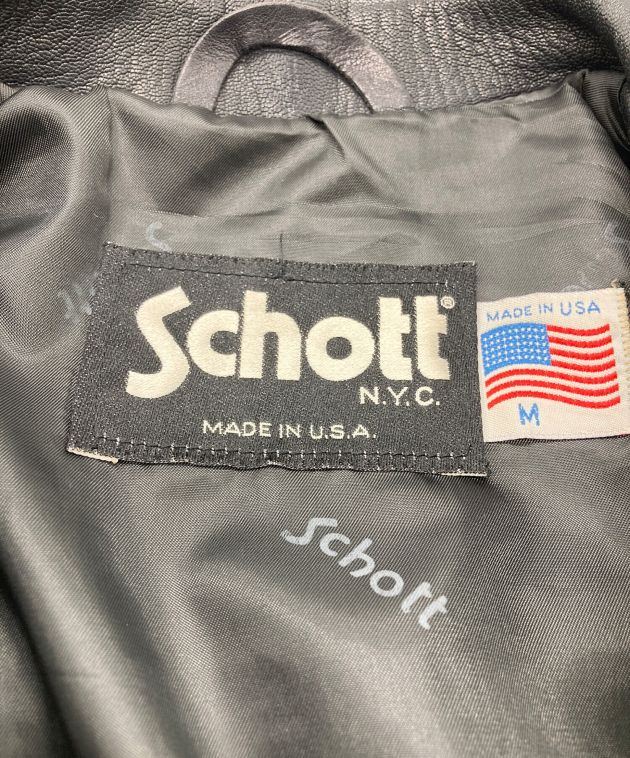 Schott®
N.Y.C.
MADE IN U.S.A.
MADE IN USA
M
Schott